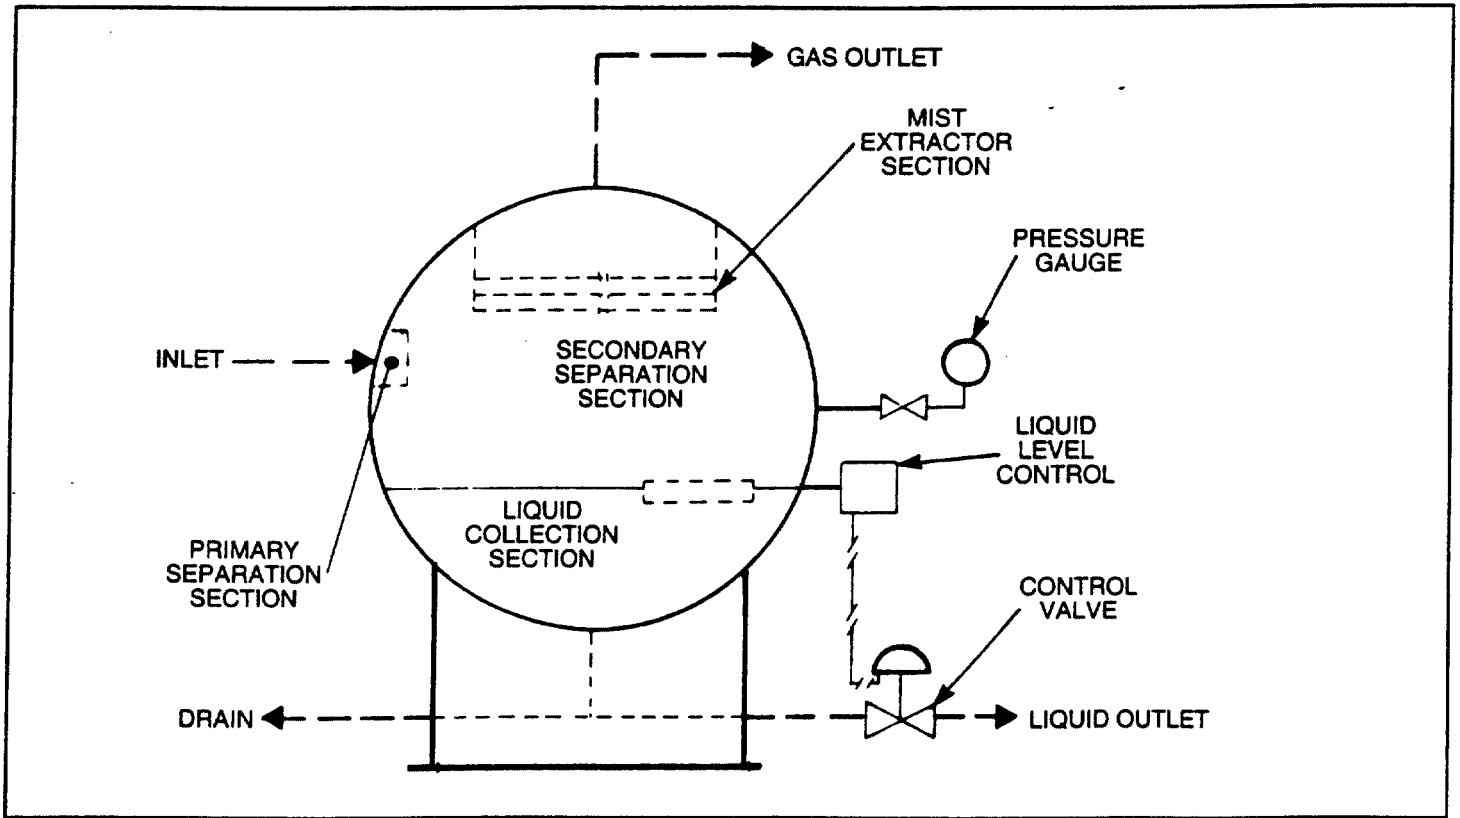 GAS OUTLET
MIST
EXTRACTOR
SECTION
PRESSURE
GAUGE
INLET
SECONDARY
SEPARATION
SECTION
LIQUID
LEVEL
CONTROL
LIQUID
COLLECTION
SECTION
PRIMARY
SEPARATION
SECTION
CONTROL
VALVE
DRAIN
LIQUID OUTLET